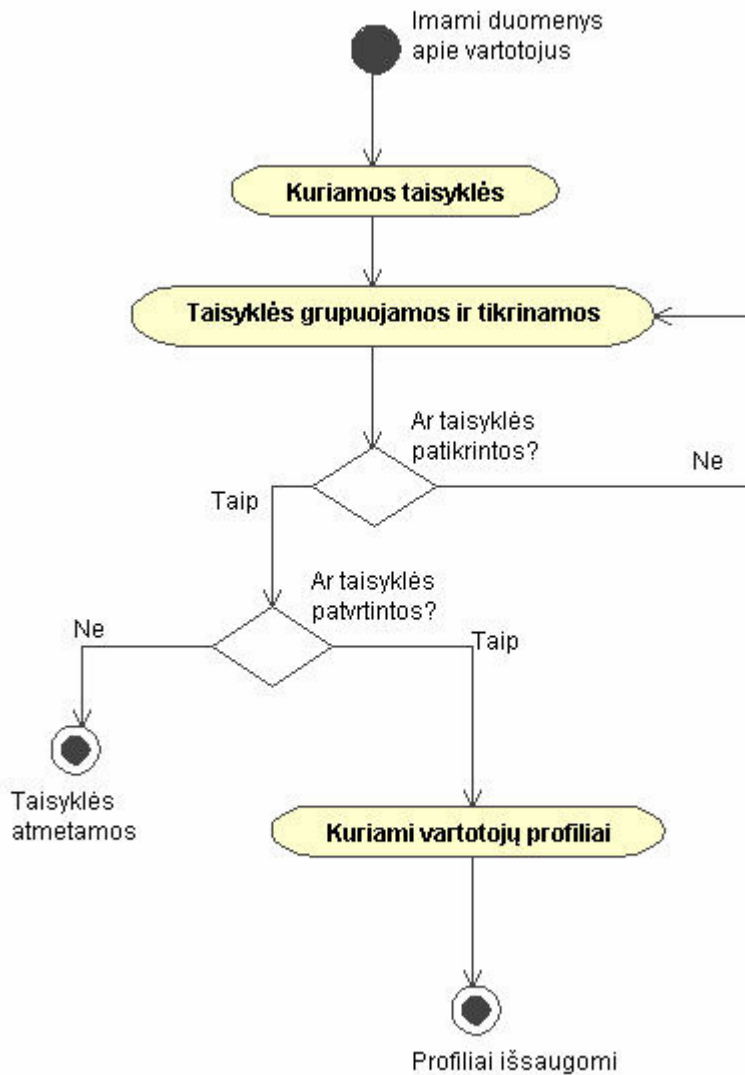 Imami duomenys
apie vartotojus
Kuriamos taisyklės
Taisyklės grupuojamos ir tikrinamos
Ar taisyklės
patikrintos?
Ne
Taip
Ar taisyklės
patvrtintos?
Ne
Taip
Taisyklės
atmetamos
Kuriami vartotojų profiliai
Profiliai išsaugomi